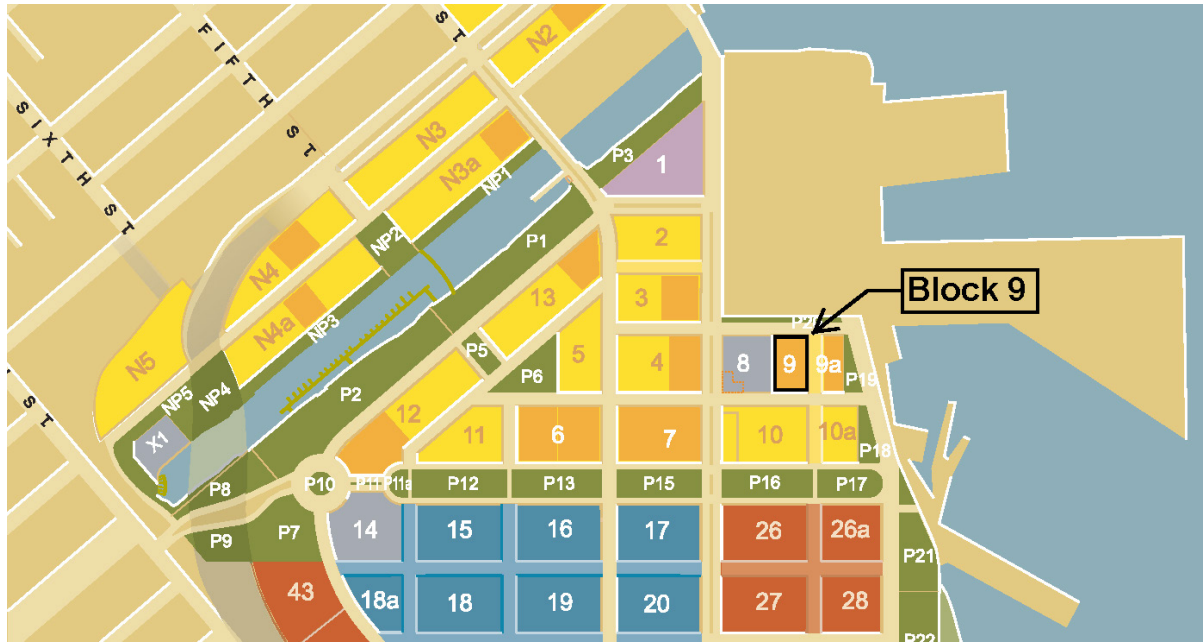 FIFTH ST
SIXTH ST
ST
ST
N2
N3
N3a
NP1
P3
1
NP2
P1
2
N4
13
3
Block 9
N4a
NP3
N5
P5
5
4
8
9
9a
P19
P6
NP5
NP4
P2
12
11
6
7
10
10a
P18
X1
P8
P10
P11
P11a
P12
P13
P15
P16
P17
P9
P7
14
15
16
17
26
26a
P21
43
18a
18
19
20
27
28
P22